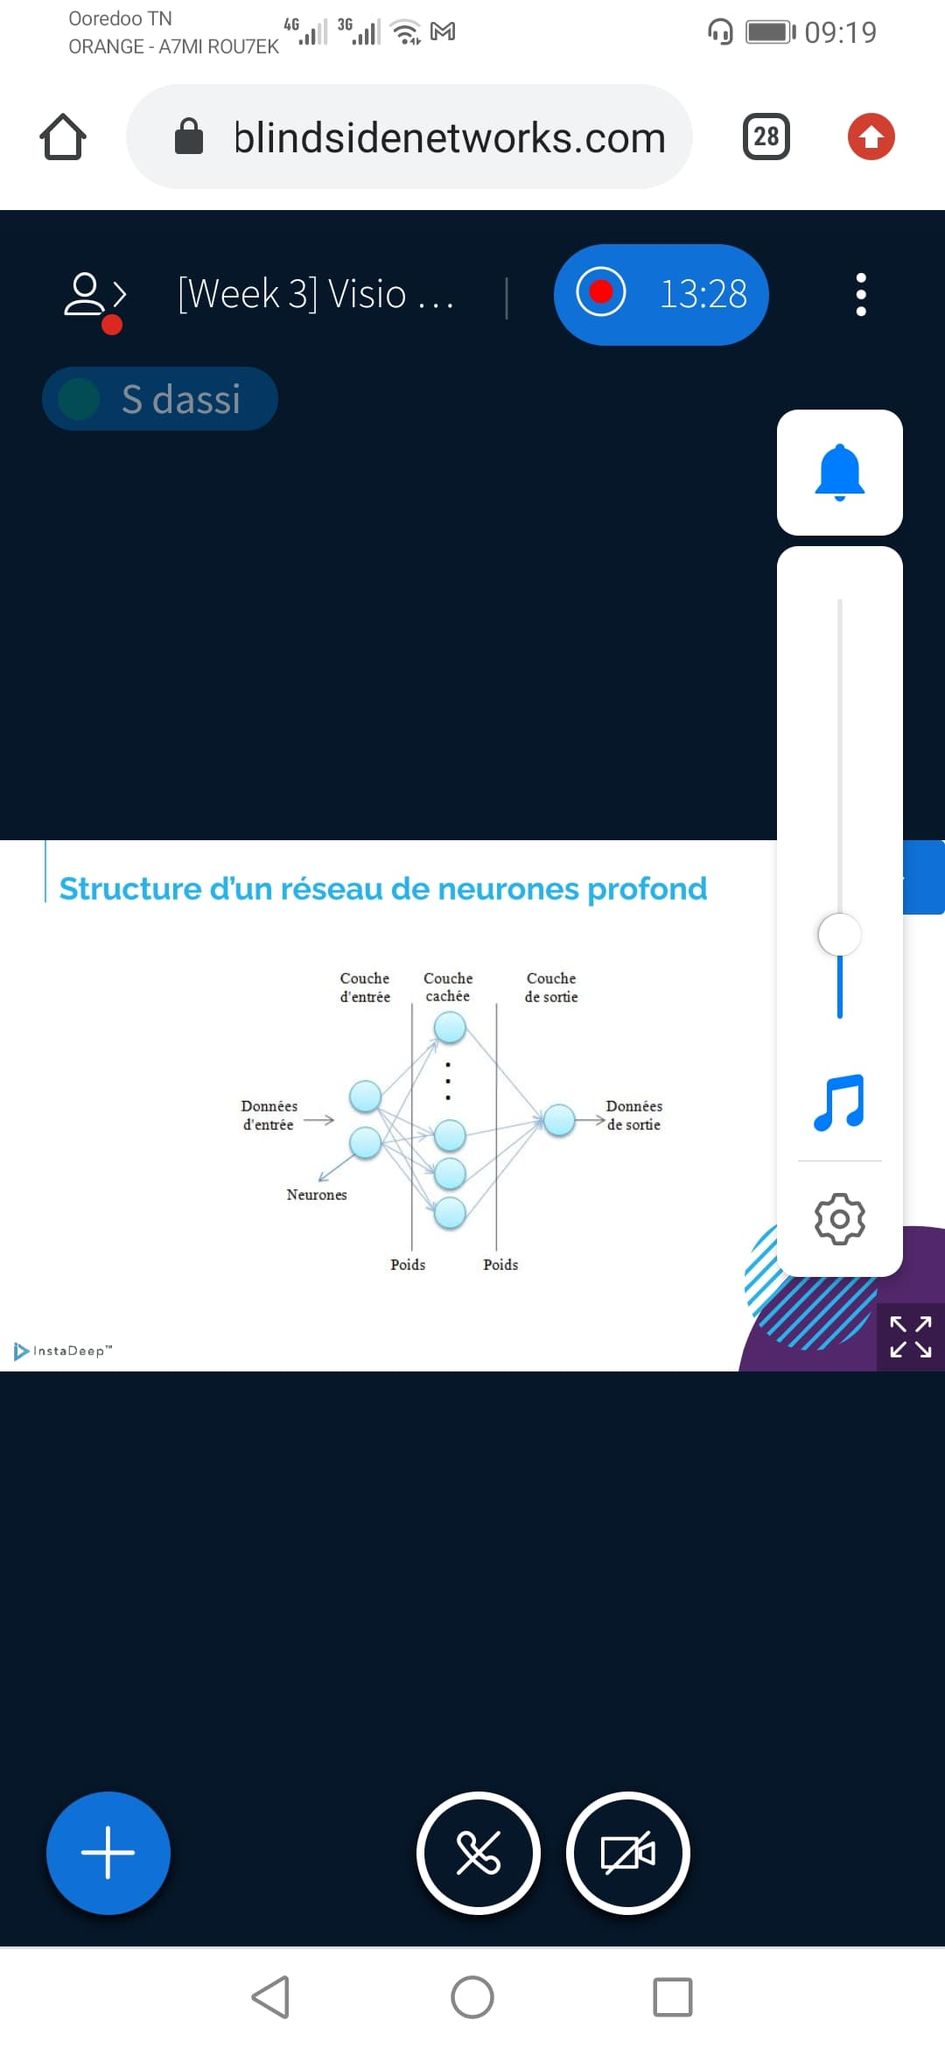 Ooredoo TN
ORANGE - A7MI ROU7EK
4G
3G
09:19
blindsidenetworks.com
28
[Week 3] Visio ...
13:28
S dassi
Structure d'un réseau de neurones profond
Couche
d'entrée
Couche
cachée
Couche
de sortie
Données
d'entrée
Données
de sortie
Neurones
Poids
Poids
InstaDeep™